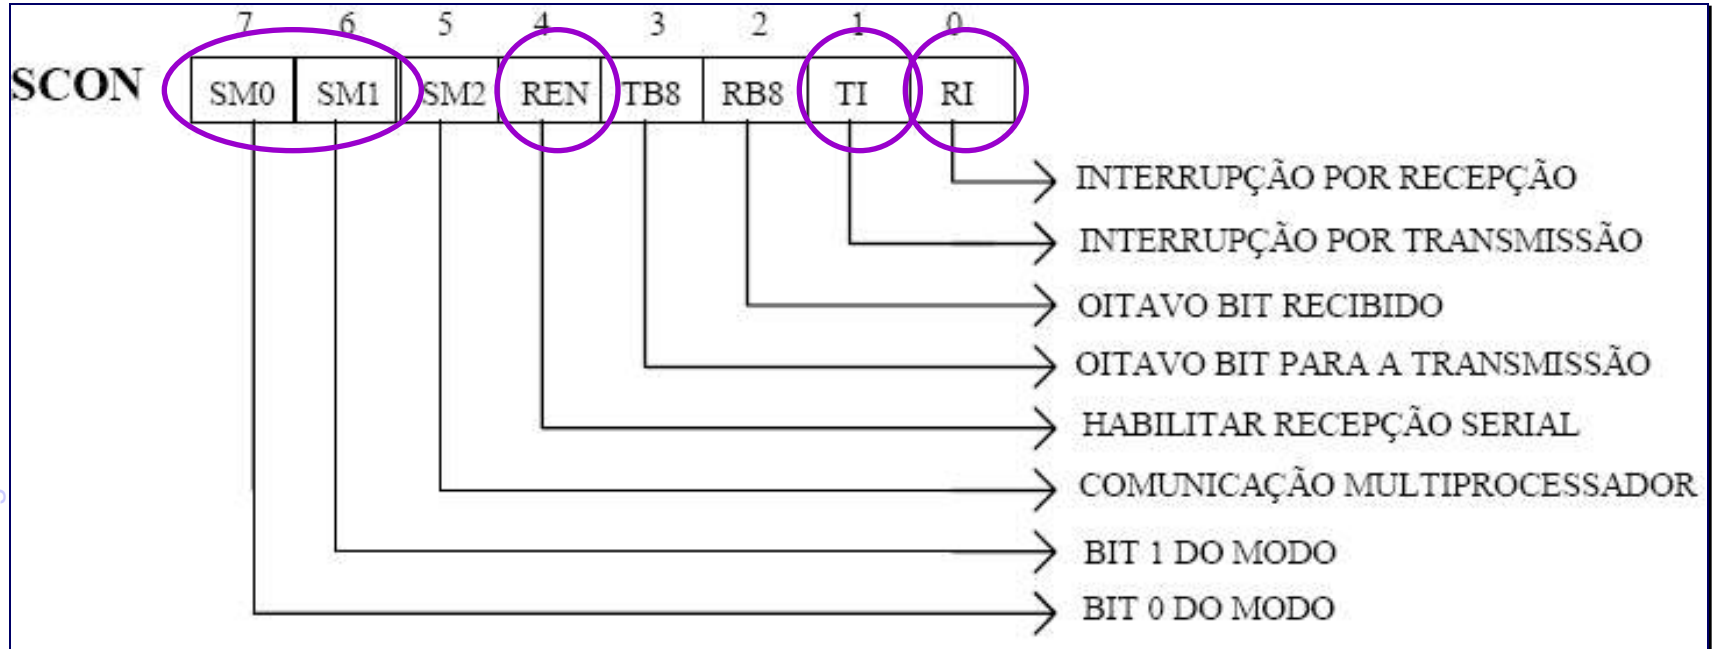 7 6 5 4 3 2 1 0
SCON SM0 SM1 SM2 REN TB8 RB8 TI RI
INTERRUPÇÃO POR RECEPÇÃO
INTERRUPÇÃO POR TRANSMISSÃO
OITAVO BIT RECIBIDO
OITAVO BIT PARA A TRANSMISSÃO
HABILITAR RECEPÇÃO SERIAL
COMUNICAÇÃO MULTIPROCESSADOR
BIT 1 DO MODO
BIT 0 DO MODO